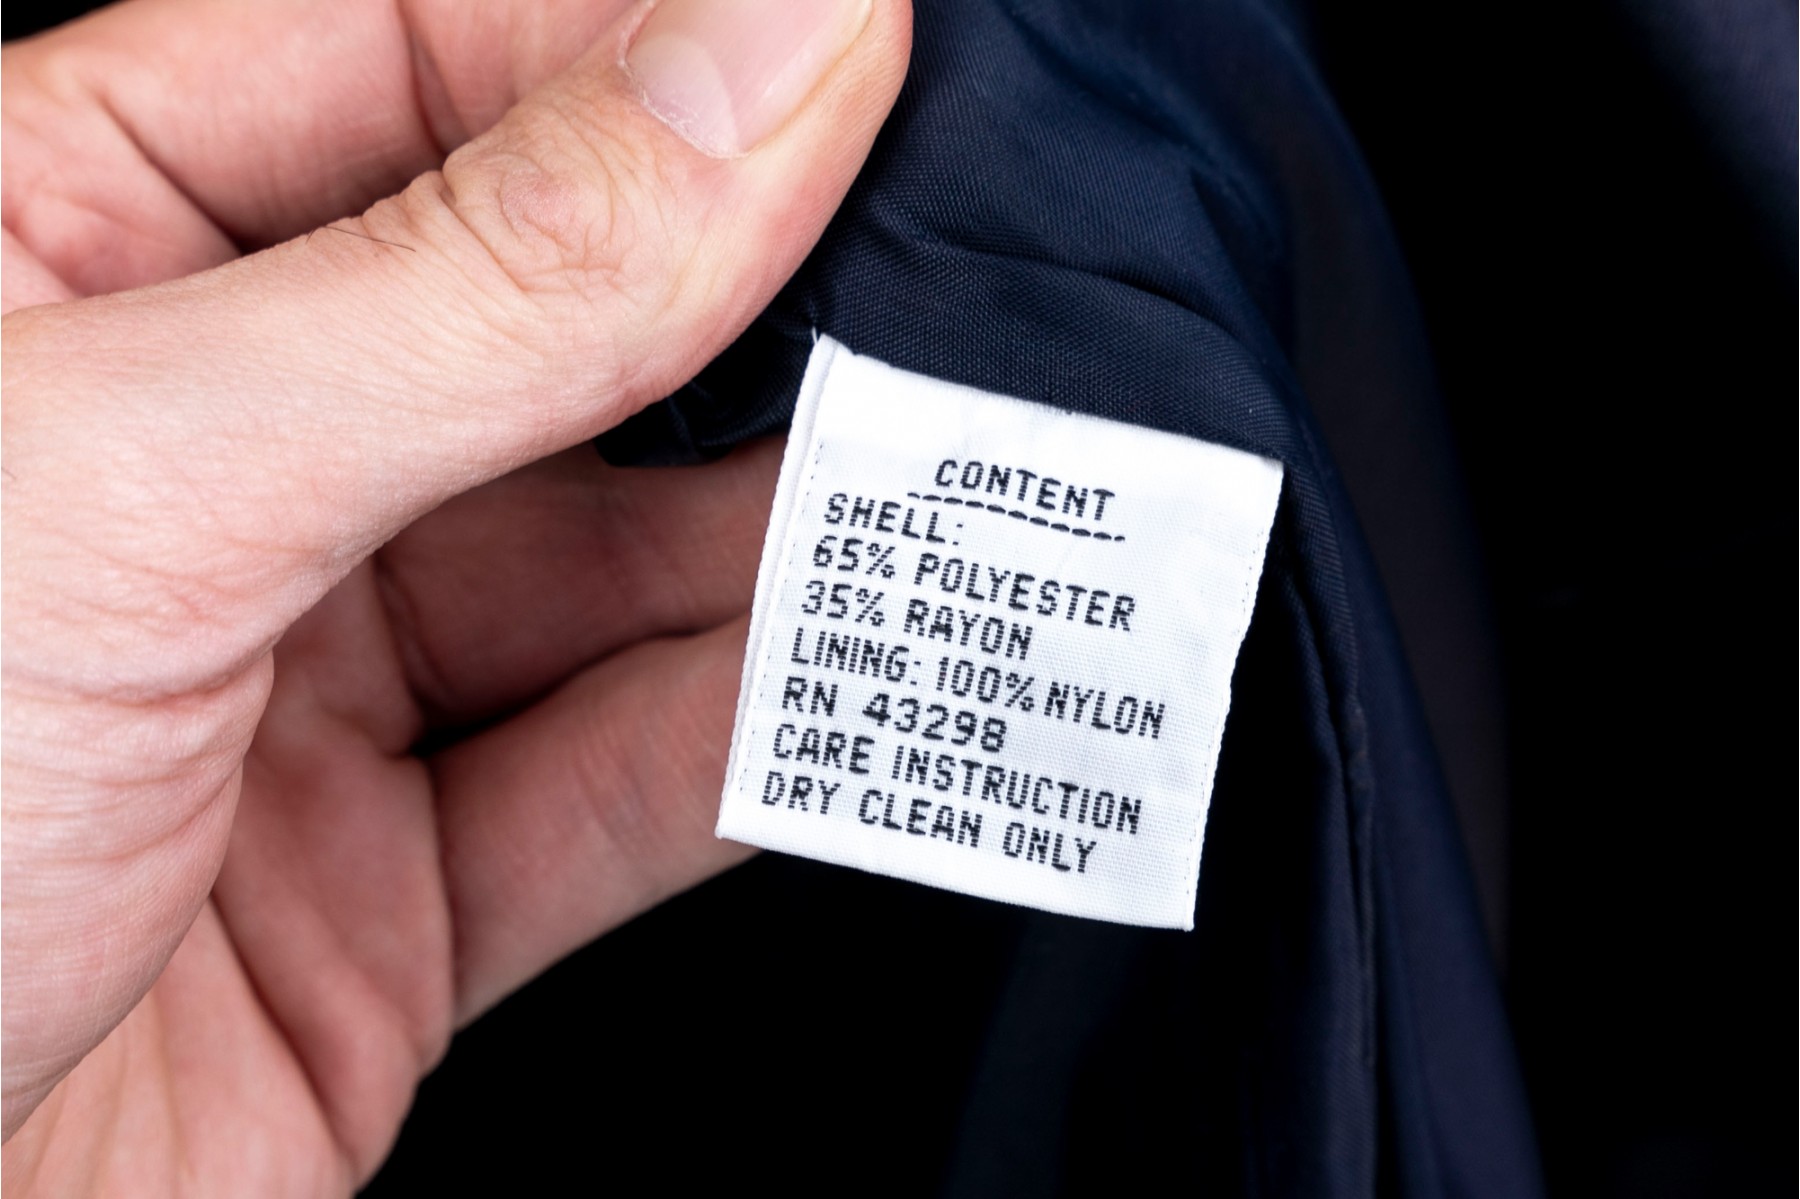 CONTENT
SHELL:
65% POLYESTER
35% RAYON
LINING: 100% NYLON
RN 43298
CARE INSTRUCTION
DRY CLEAN ONLY